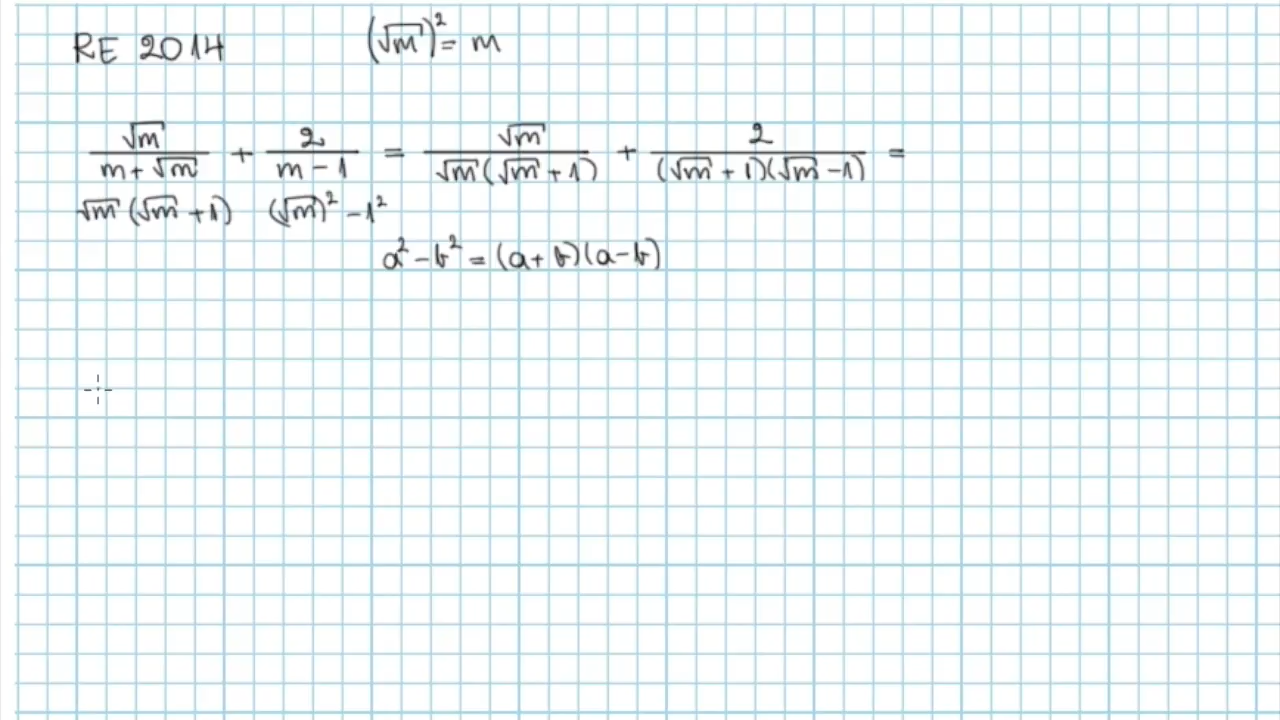 RE 2014 (√m)² = m
√m/(m + √m) + 2/(m - 1) = √m/(√m(√m + 1)) + 2/((√m + 1)(√m - 1)) =
√m(√m + 1) (√m)² - 1²
a² - b² = (a + b)(a - b)